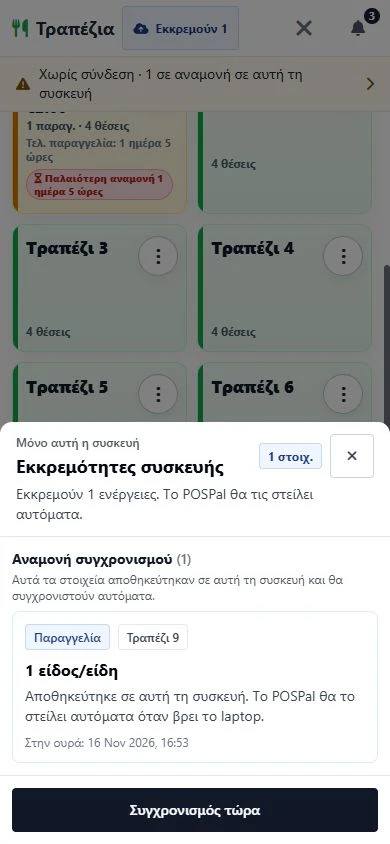 Τραπέζια
Εκκρεμούν 1
3
Χωρίς σύνδεση · 1 σε αναμονή σε αυτή τη
συσκευή
1 παραγ. · 4 θέσεις
Τελ. παραγγελία: 1 ημέρα 5
ώρες
Παλαιότερη αναμονή 1
ημέρα 5 ώρες
4 θέσεις
Τραπέζι 3
4 θέσεις
Τραπέζι 4
4 θέσεις
Τραπέζι 5
Τραπέζι 6
Μόνο αυτή η συσκευή
Εκκρεμότητες συσκευής
1 στοιχ.
Εκκρεμούν 1 ενέργειες. Το POSPal θα τις στείλει
αυτόματα.
Αναμονή συγχρονισμού (1)
Αυτά τα στοιχεία αποθηκεύτηκαν σε αυτή τη συσκευή και θα
συγχρονιστούν αυτόματα.
Παραγγελία
Τραπέζι 9
1 είδος/είδη
Αποθηκεύτηκε σε αυτή τη συσκευή. Το POSPal θα το
στείλει αυτόματα όταν βρει το laptop.
Στην ουρά: 16 Nov 2026, 16:53
Συγχρονισμός τώρα